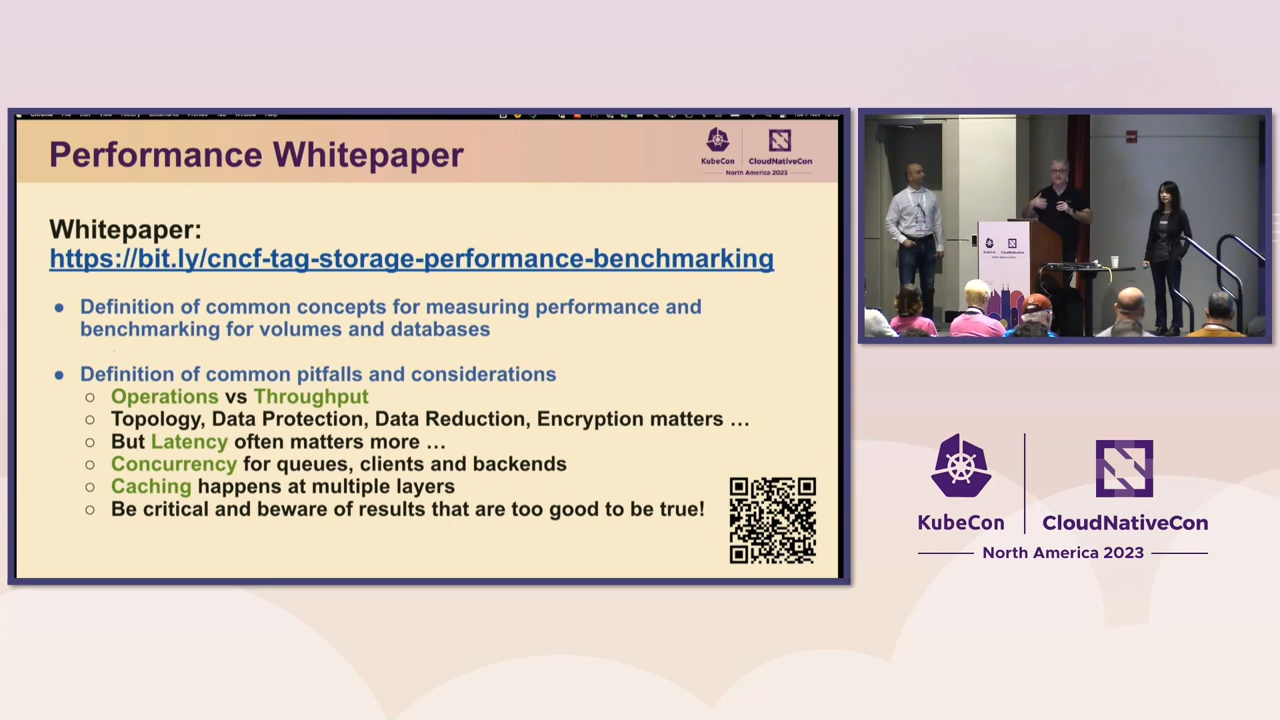 Performance Whitepaper
KubeCon
CloudNativeCon
North America 2023
Whitepaper:
https://bit.ly/cncf-tag-storage-performance-benchmarking
● Definition of common concepts for measuring performance and
benchmarking for volumes and databases
● Definition of common pitfalls and considerations
○ Operations vs Throughput
○ Topology, Data Protection, Data Reduction, Encryption matters …
○ But Latency often matters more …
○ Concurrency for queues, clients and backends
○ Caching happens at multiple layers
○ Be critical and beware of results that are too good to be true!
KubeCon
CloudNativeCon
North America 2023